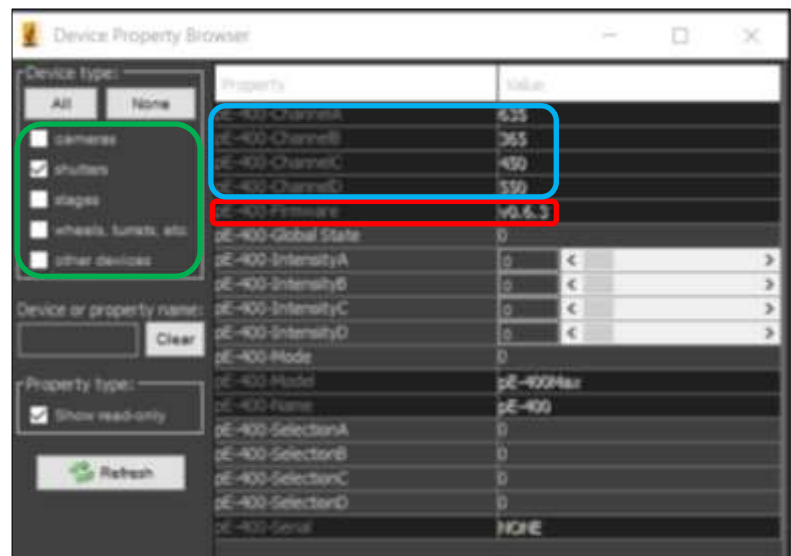 Device Property Browser
Device type:
All None
cameras
shutters
stages
wheels, turrets, etc.
other devices
Device or property name:
Clear
Property type:
Show read-only
Refresh
Property Value
pE-400-ChannelA 635
pE-400-ChannelB 365
pE-400-ChannelC 450
pE-400-ChannelD 550
pE-400-Firmware v0.6.3
pE-400-Global State 0
pE-400-IntensityA 0
pE-400-IntensityB 0
pE-400-IntensityC 0
pE-400-IntensityD 0
pE-400-Mode 0
pE-400-Model pE-400Max
pE-400-Name pE-400
pE-400-SelectionA 0
pE-400-SelectionB 0
pE-400-SelectionC 0
pE-400-SelectionD 0
pE-400-Serial NONE